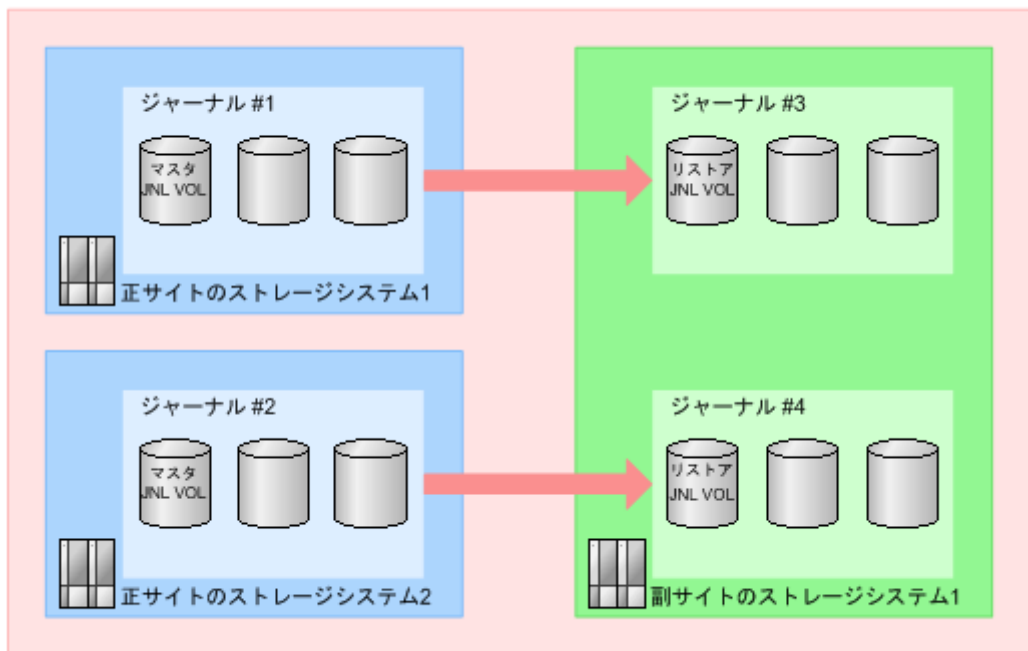 ジャーナル #1
マスタ
JNL VOL
正サイトのストレージシステム1
ジャーナル #3
リストア
JNL VOL
ジャーナル #2
マスタ
JNL VOL
正サイトのストレージシステム2
ジャーナル #4
リストア
JNL VOL
副サイトのストレージシステム1